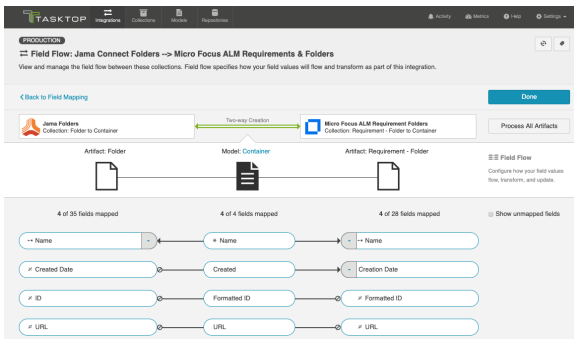 TASKTOP
Integrations
Collections
Models
Repositories
Activity
Metrics
Help
Settings
PRODUCTION
Field Flow: Jama Connect Folders --> Micro Focus ALM Requirements & Folders
View and manage the field flow between these collections. Field flow specifies how your field values will flow and transform as part of this integration.
Back to Field Mapping
Done
Jama Folders
Collection: Folder to Container
Two-way Creation
Micro Focus ALM Requirement Folders
Collection: Requirement - Folder to Container
Process All Artifacts
Artifact: Folder
Model: Container
Artifact: Requirement - Folder
Field Flow
Configure how your field values
flow, transform, and update.
4 of 35 fields mapped
4 of 4 fields mapped
4 of 28 fields mapped
Show unmapped fields
Name
* Name
Name
Created Date
Created
Creation Date
ID
Formatted ID
Formatted ID
URL
URL
URL